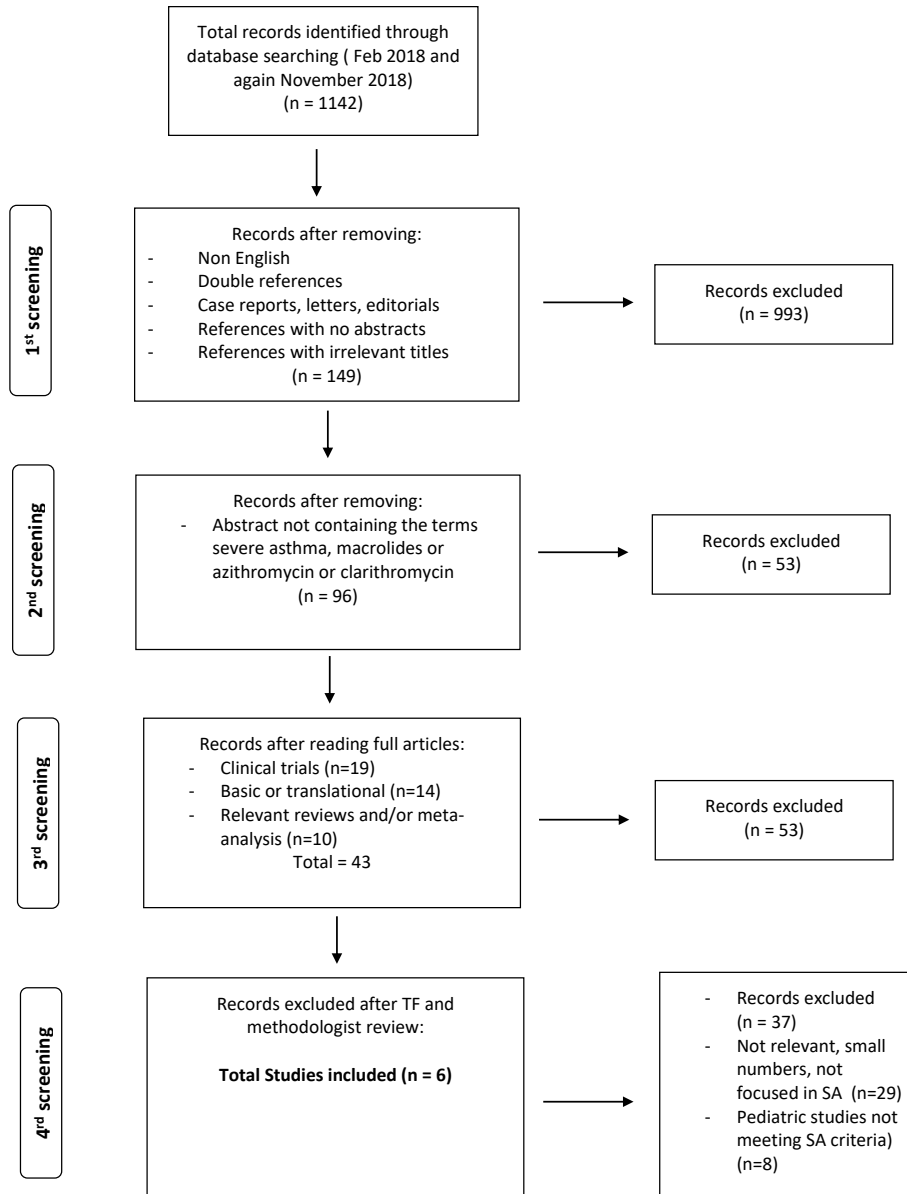 Total records identified through
database searching ( Feb 2018 and
again November 2018)
(n = 1142)
1st screening
Records after removing:
- Non English
- Double references
- Case reports, letters, editorials
- References with no abstracts
- References with irrelevant titles
(n = 149)
Records excluded
(n = 993)
2nd screening
Records after removing:
- Abstract not containing the terms
severe asthma, macrolides or
azithromycin or clarithromycin
(n = 96)
Records excluded
(n = 53)
3rd screening
Records after reading full articles:
- Clinical trials (n=19)
- Basic or translational (n=14)
- Relevant reviews and/or meta-
analysis (n=10)
Total = 43
Records excluded
(n = 53)
4rd screening
Records excluded after TF and
methodologist review:
Total Studies included (n = 6)
- Records excluded
(n = 37)
- Not relevant, small
numbers, not
focused in SA (n=29)
- Pediatric studies not
meeting SA criteria)
(n=8)